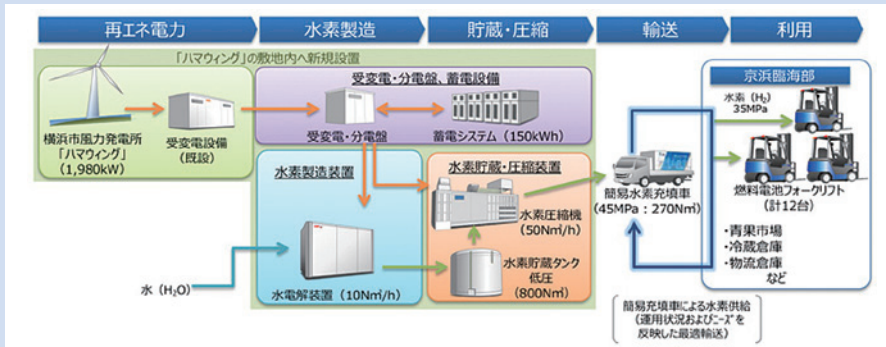 再エネ電力
水素製造
貯蔵・圧縮
輸送
利用
「ハマウィング」の敷地内へ新規設置
横浜市風力発電所
「ハマウィング」
(1,980kW)
受変電設備
(既設)
受変電・分電盤、蓄電設備
受変電・分電盤
蓄電システム(150kWh)
水素製造装置
水(H₂O)
水電解装置(10Nm³/h)
水素貯蔵・圧縮装置
水素圧縮機
(50Nm³/h)
水素貯蔵タンク
低圧
(800Nm³)
簡易水素充填車
(45MPa:270Nm³)
京浜臨海部
水素(H₂)
35MPa
燃料電池フォークリフト
(計12台)
・青果市場
・冷蔵倉庫
・物流倉庫
など
簡易充填車による水素供給
(運用状況およびニーズを
反映した最適輸送)